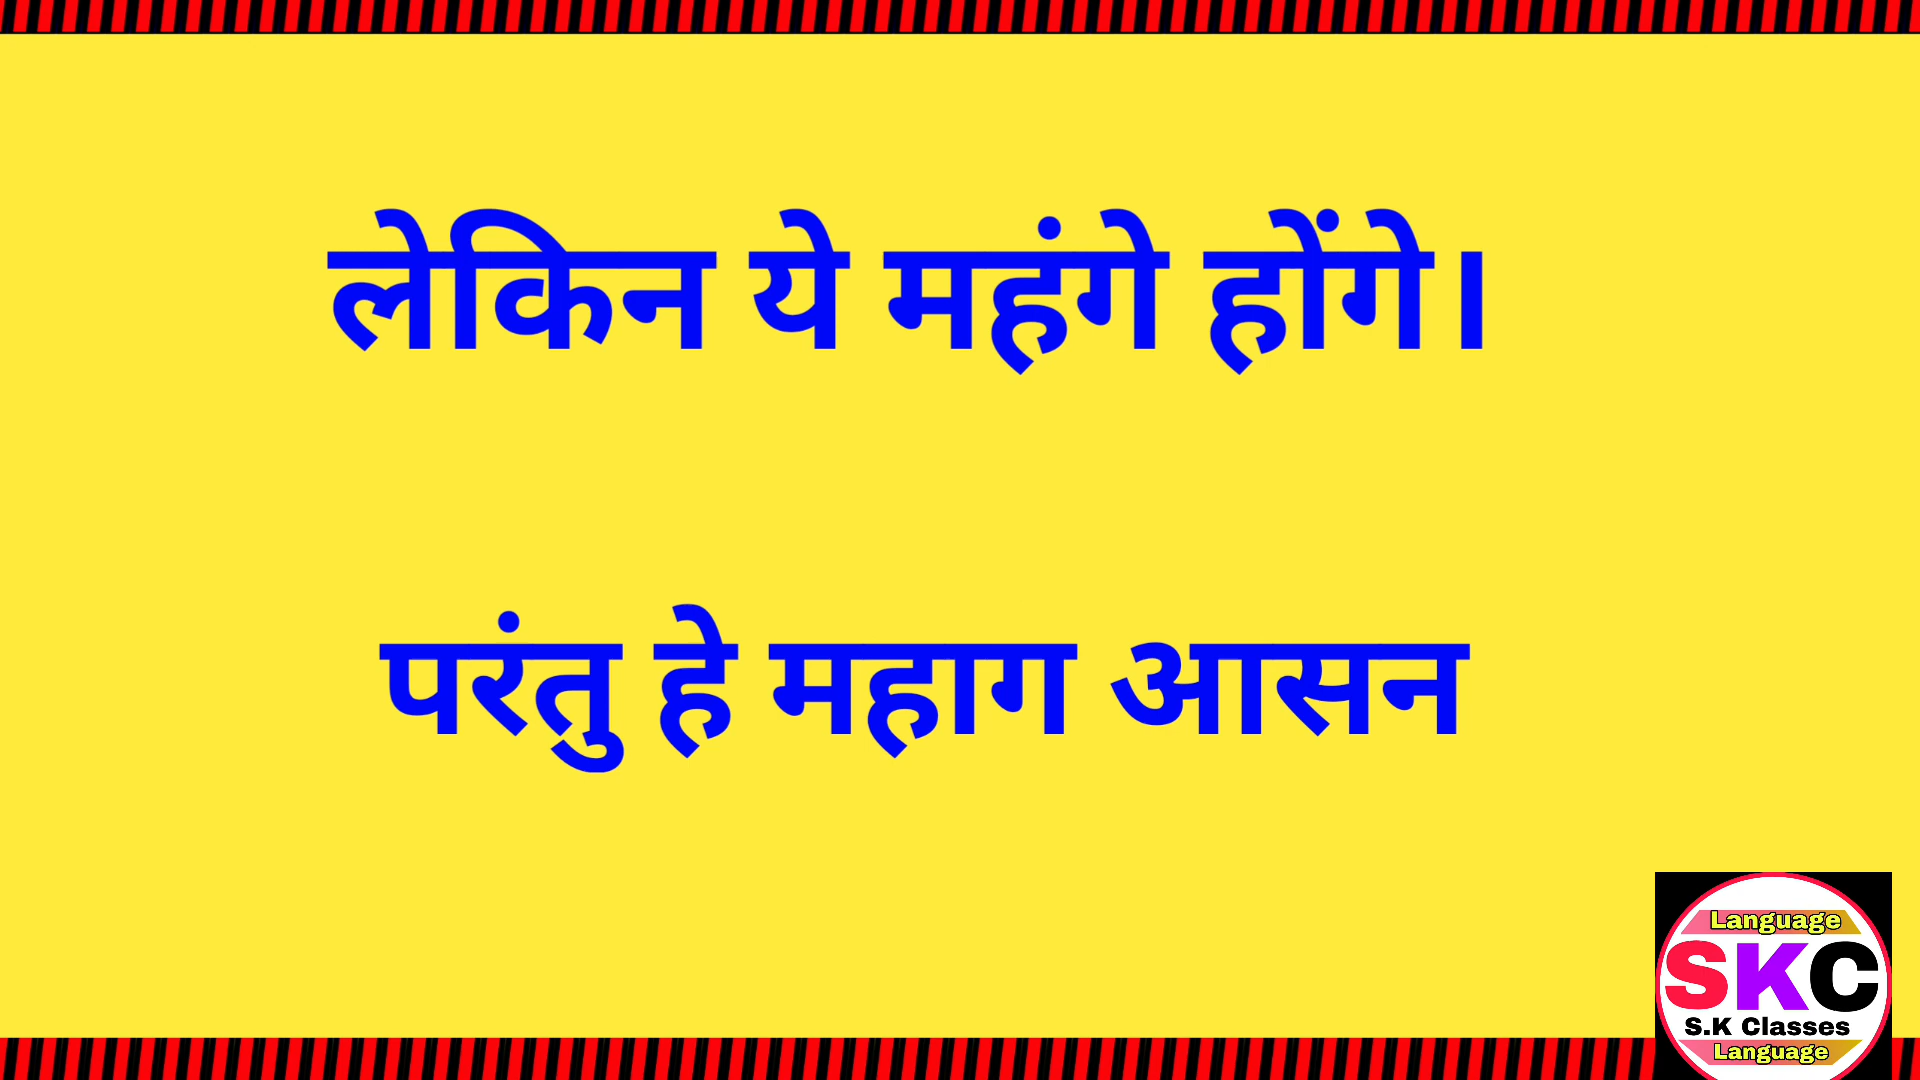 लेकिन ये महंगे होंगे।
परंतु हे महाग आसन
Language
SKC
S.K Classes
Language